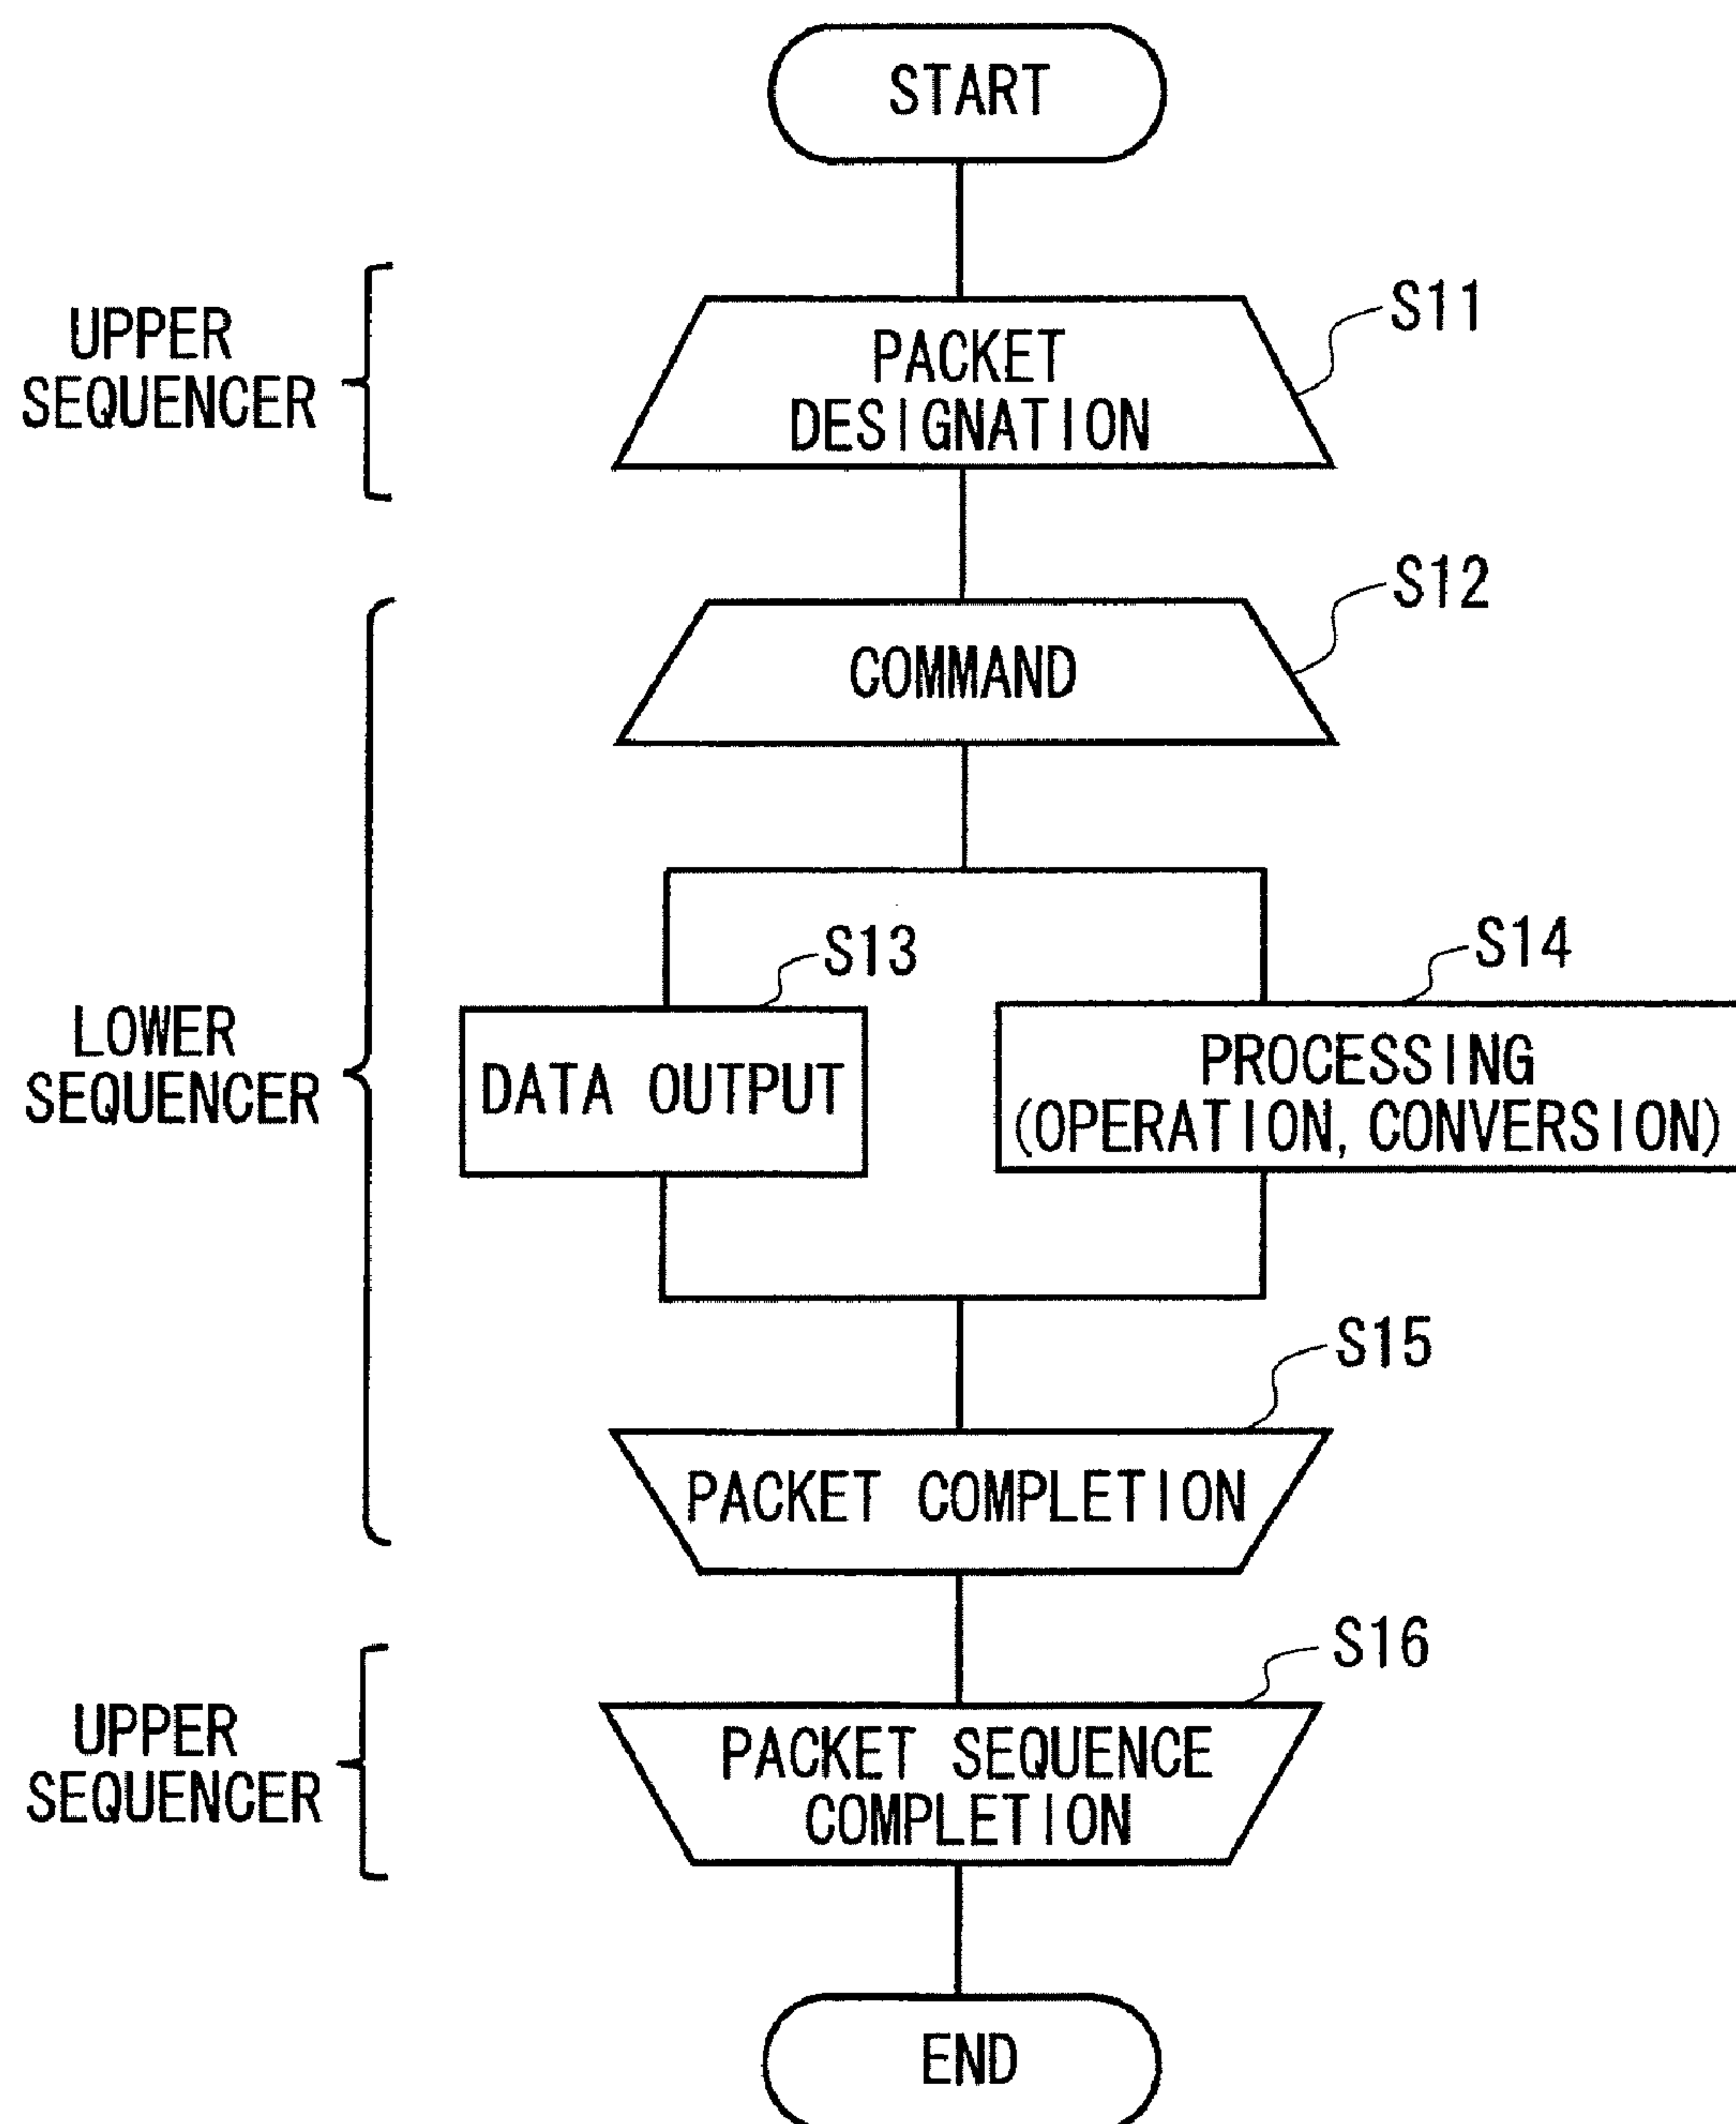 START
UPPER
SEQUENCER
PACKET
DESIGNATION
S11
COMMAND
S12
LOWER
SEQUENCER
S13
DATA OUTPUT
S14
PROCESSING
(OPERATION, CONVERSION)
S15
PACKET COMPLETION
UPPER
SEQUENCER
S16
PACKET SEQUENCE
COMPLETION
END